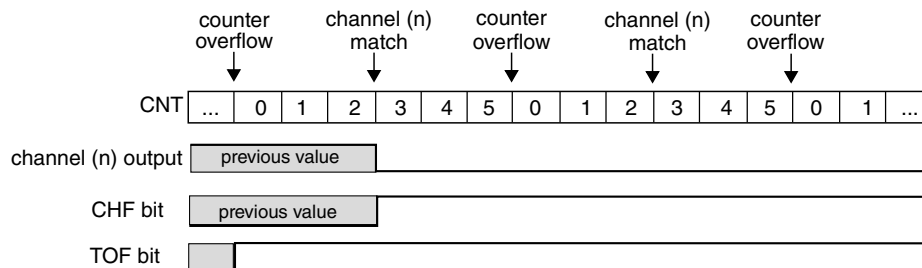 counter
overflow
channel (n)
match
counter
overflow
channel (n)
match
counter
overflow
CNT ... 0 1 2 3 4 5 0 1 2 3 4 5 0 1 ...
channel (n) output previous value
CHF bit previous value
TOF bit